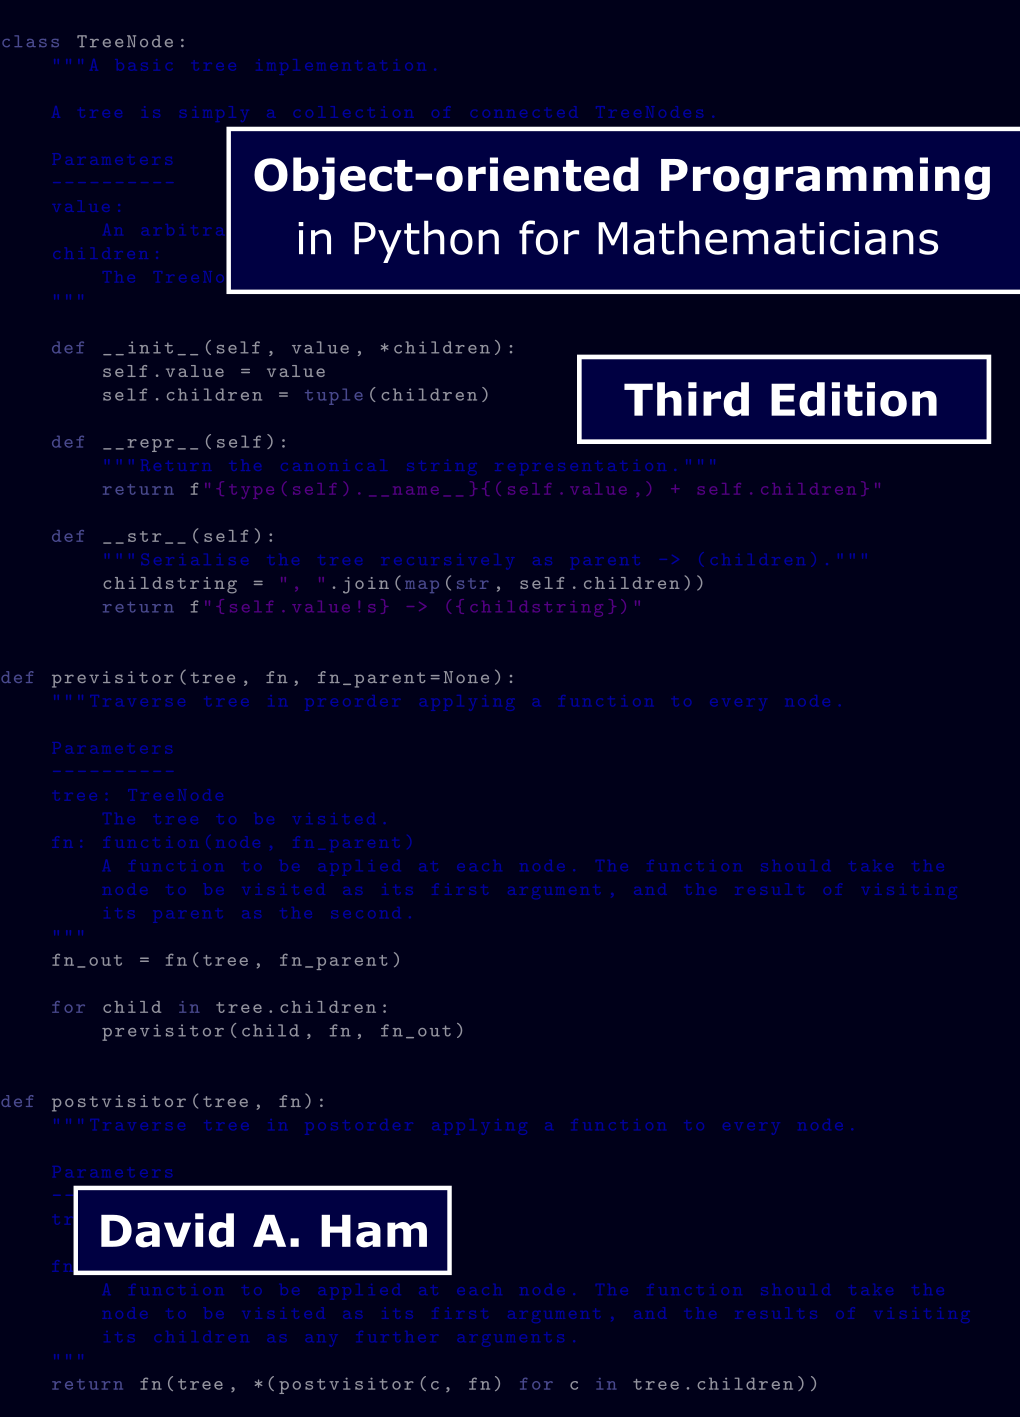 class TreeNode:
    """A basic tree implementation.
    A tree is simply a collection of connected TreeNodes.
    Parameters
    ----------
Object-oriented Programming
in Python for Mathematicians
    value:
        An arbitra
    children:
        The TreeNo
    """
    def __init__(self, value, *children):
        self.value = value
        self.children = tuple(children)
Third Edition
    def __repr__(self):
        """Return the canonical string representation."""
        return f"{type(self).__name__}{(self.value,) + self.children}"
    def __str__(self):
        """Serialise the tree recursively as parent -> (children)."""
        childstring = ", ".join(map(str, self.children))
        return f"{self.value!s} -> ({childstring})"
def previsitor(tree, fn, fn_parent=None):
    """Traverse tree in preorder applying a function to every node.
    Parameters
    ----------
    tree: TreeNode
        The tree to be visited.
    fn: function(node, fn_parent)
        A function to be applied at each node. The function should take the
        node to be visited as its first argument, and the result of visiting
        its parent as the second.
    """
    fn_out = fn(tree, fn_parent)
    for child in tree.children:
        previsitor(child, fn, fn_out)
def postvisitor(tree, fn):
    """Traverse tree in postorder applying a function to every node.
    Parameters
    --
    tr
David A. Ham
    fn
        A function to be applied at each node. The function should take the
        node to be visited as its first argument, and the results of visiting
        its children as any further arguments.
    """
    return fn(tree, *(postvisitor(c, fn) for c in tree.children))